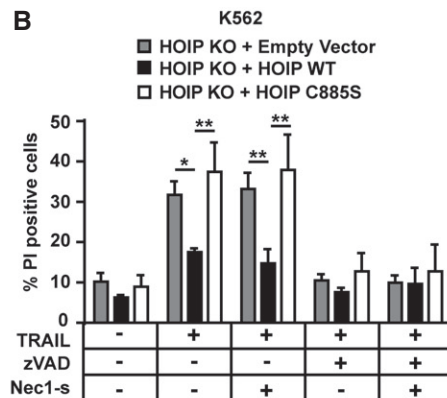 B
K562
HOIP KO + Empty Vector
HOIP KO + HOIP WT
HOIP KO + HOIP C885S
% PI positive cells
50
40
30
20
10
0
* ** ** **
TRAIL - + + + +
zVAD - - - + +
Nec1-s - - + - +